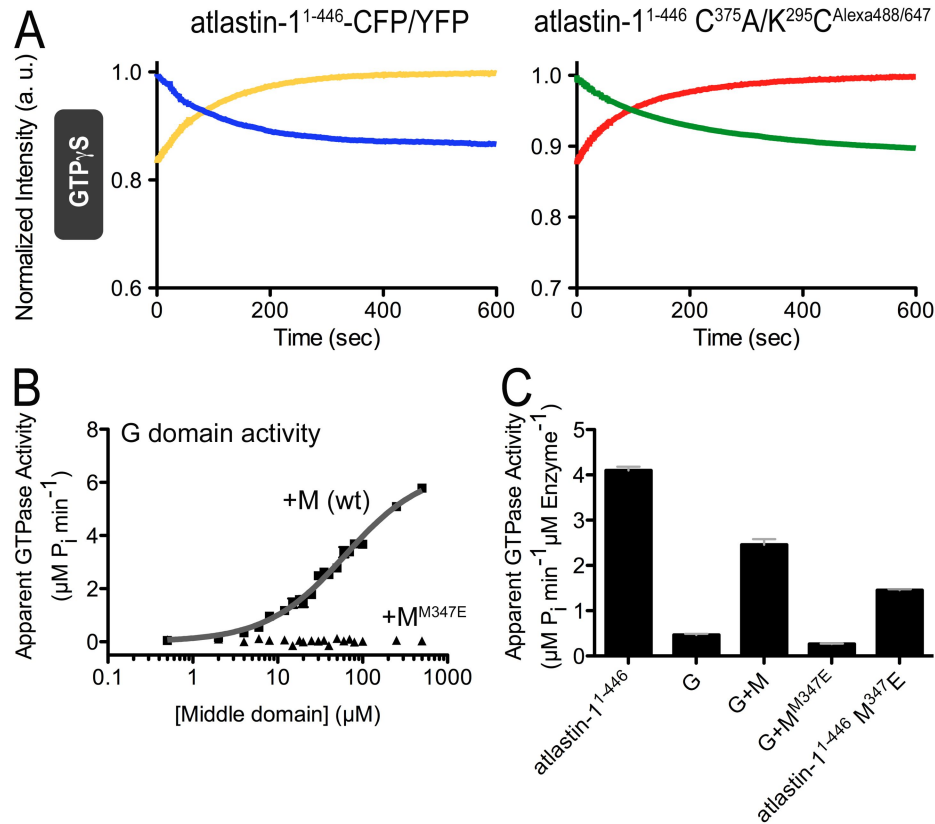 A
atlastin-1¹⁻⁴⁴⁶-CFP/YFP
atlastin-1¹⁻⁴⁴⁶ C³⁷⁵A/K²⁹⁵C^Alexa488/647
GTPγS
Normalized Intensity (a. u.)
1.0
0.8
0.6
0 200 400 600
Time (sec)
1.0
0.9
0.8
0.7
0 200 400 600
Time (sec)
B
G domain activity
Apparent GTPase Activity
(µM Pᵢ min⁻¹)
8
6
4
2
0
+M (wt)
+M^M347E
0.1 1 10 100 1000
[Middle domain] (µM)
C
Apparent GTPase Activity
(µM Pᵢ min⁻¹ µM Enzyme⁻¹)
5
4
3
2
1
0
atlastin-1¹⁻⁴⁴⁶
G
G+M
G+M^M347E
atlastin-1¹⁻⁴⁴⁶ M³⁴⁷E